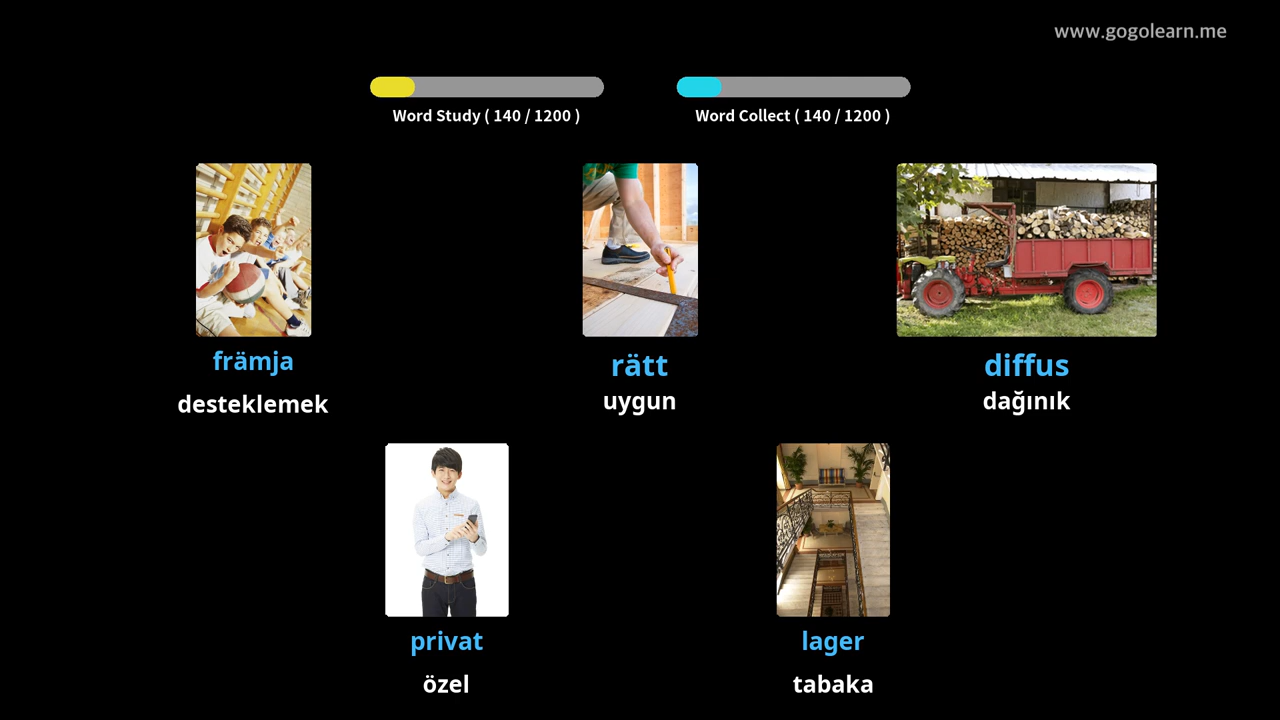 www.gogolearn.me
Word Study ( 140 / 1200 )
Word Collect ( 140 / 1200 )
främja
desteklemek
rätt
uygun
diffus
dağınık
privat
özel
lager
tabaka